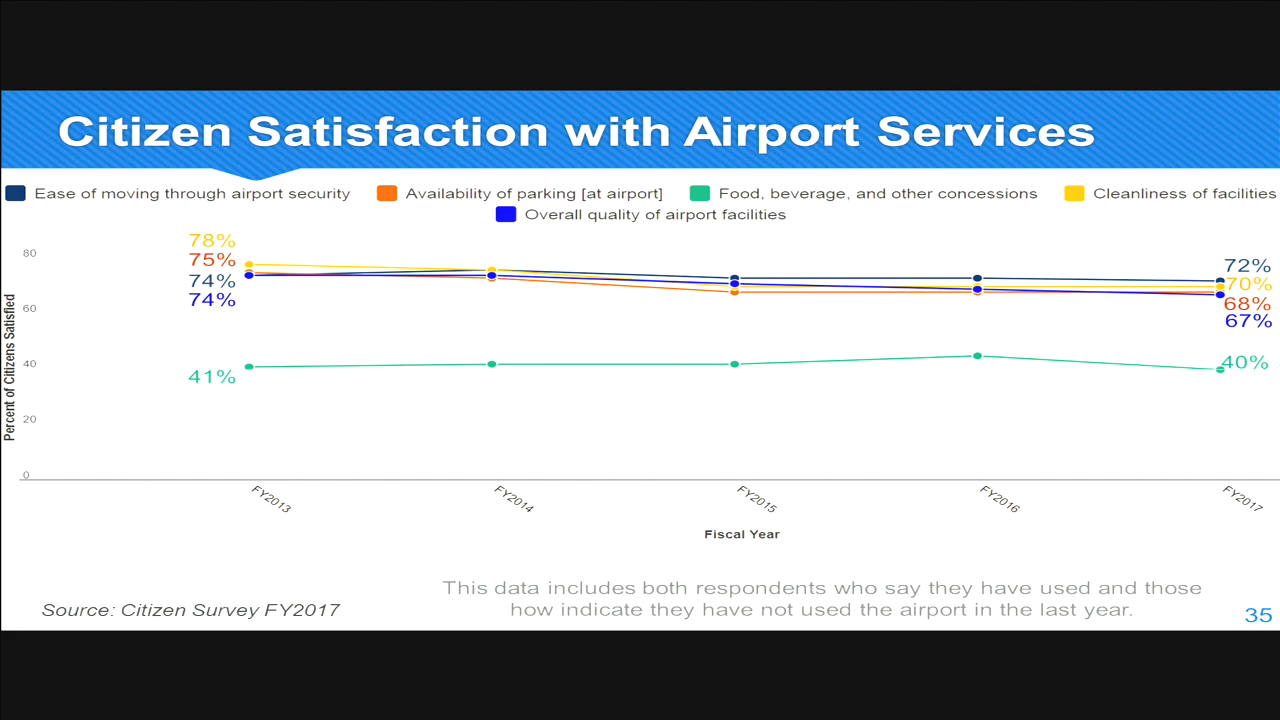 Citizen Satisfaction with Airport Services
Ease of moving through airport security
Availability of parking [at airport]
Food, beverage, and other concessions
Cleanliness of facilities
Overall quality of airport facilities
78%
75%
74%
74%
41%
72%
70%
68%
67%
40%
80
60
40
20
0
Percent of Citizens Satisfied
FY2013
FY2014
FY2015
FY2016
FY2017
Fiscal Year
This data includes both respondents who say they have used and those
how indicate they have not used the airport in the last year.
Source: Citizen Survey FY2017
35